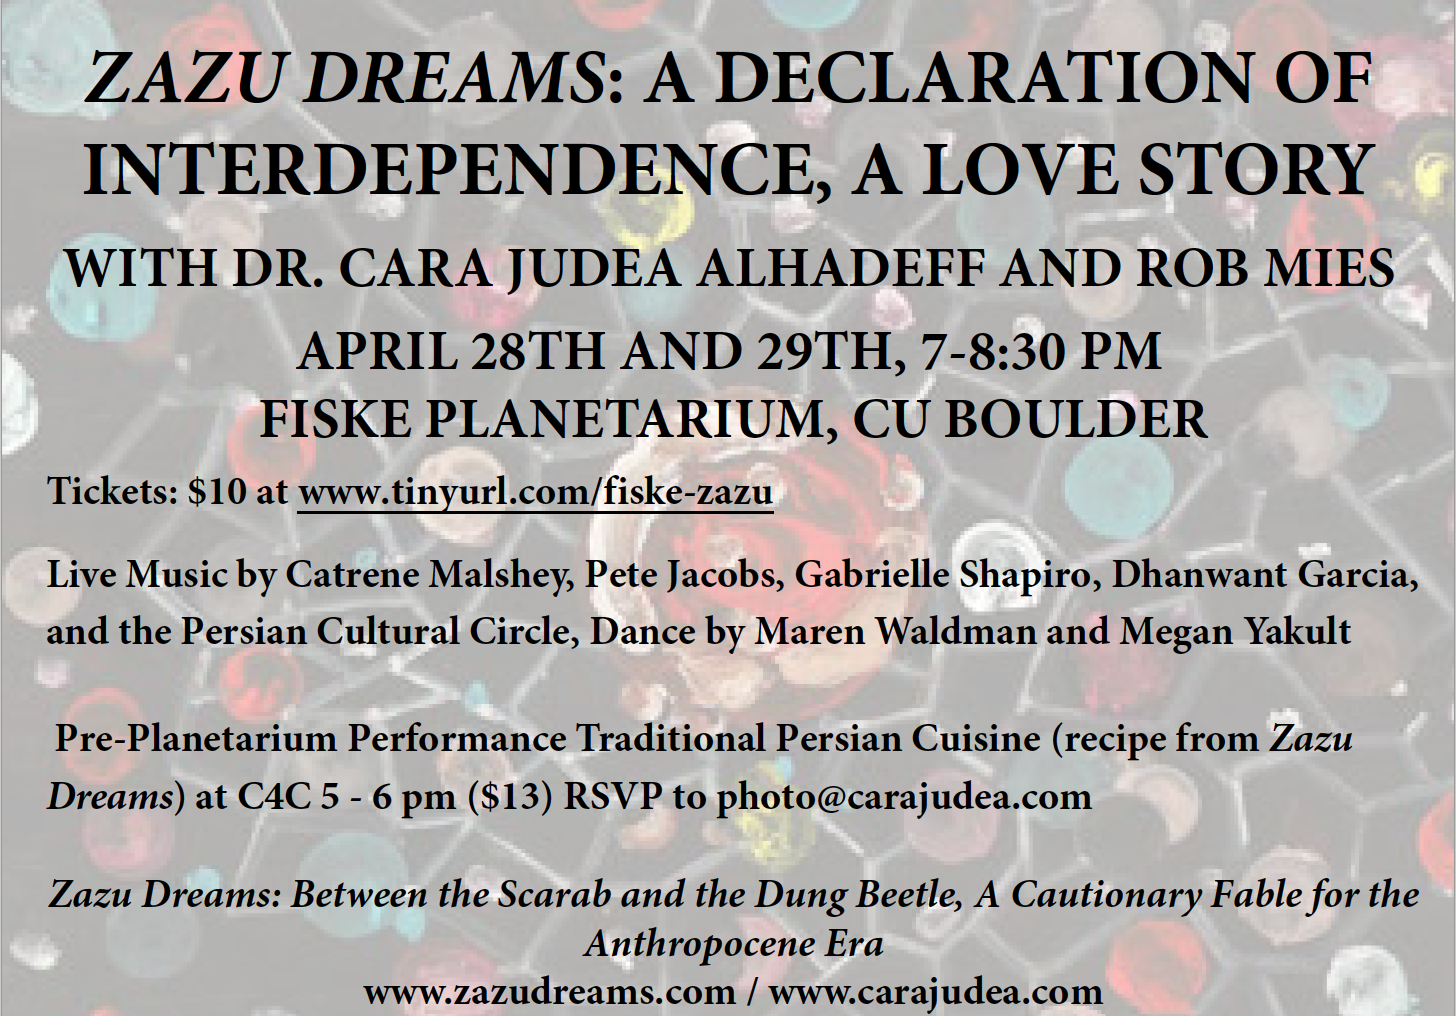 ZAZU DREAMS: A DECLARATION OF
INTERDEPENDENCE, A LOVE STORY
WITH DR. CARA JUDEA ALHADEFF AND ROB MIES
APRIL 28TH AND 29TH, 7-8:30 PM
FISKE PLANETARIUM, CU BOULDER
Tickets: $10 at www.tinyurl.com/fiske-zazu
Live Music by Catrene Malshey, Pete Jacobs, Gabrielle Shapiro, Dhanwant Garcia,
and the Persian Cultural Circle, Dance by Maren Waldman and Megan Yakult
Pre-Planetarium Performance Traditional Persian Cuisine (recipe from Zazu
Dreams) at C4C 5 - 6 pm ($13) RSVP to photo@carajudea.com
Zazu Dreams: Between the Scarab and the Dung Beetle, A Cautionary Fable for the
Anthropocene Era
www.zazudreams.com / www.carajudea.com